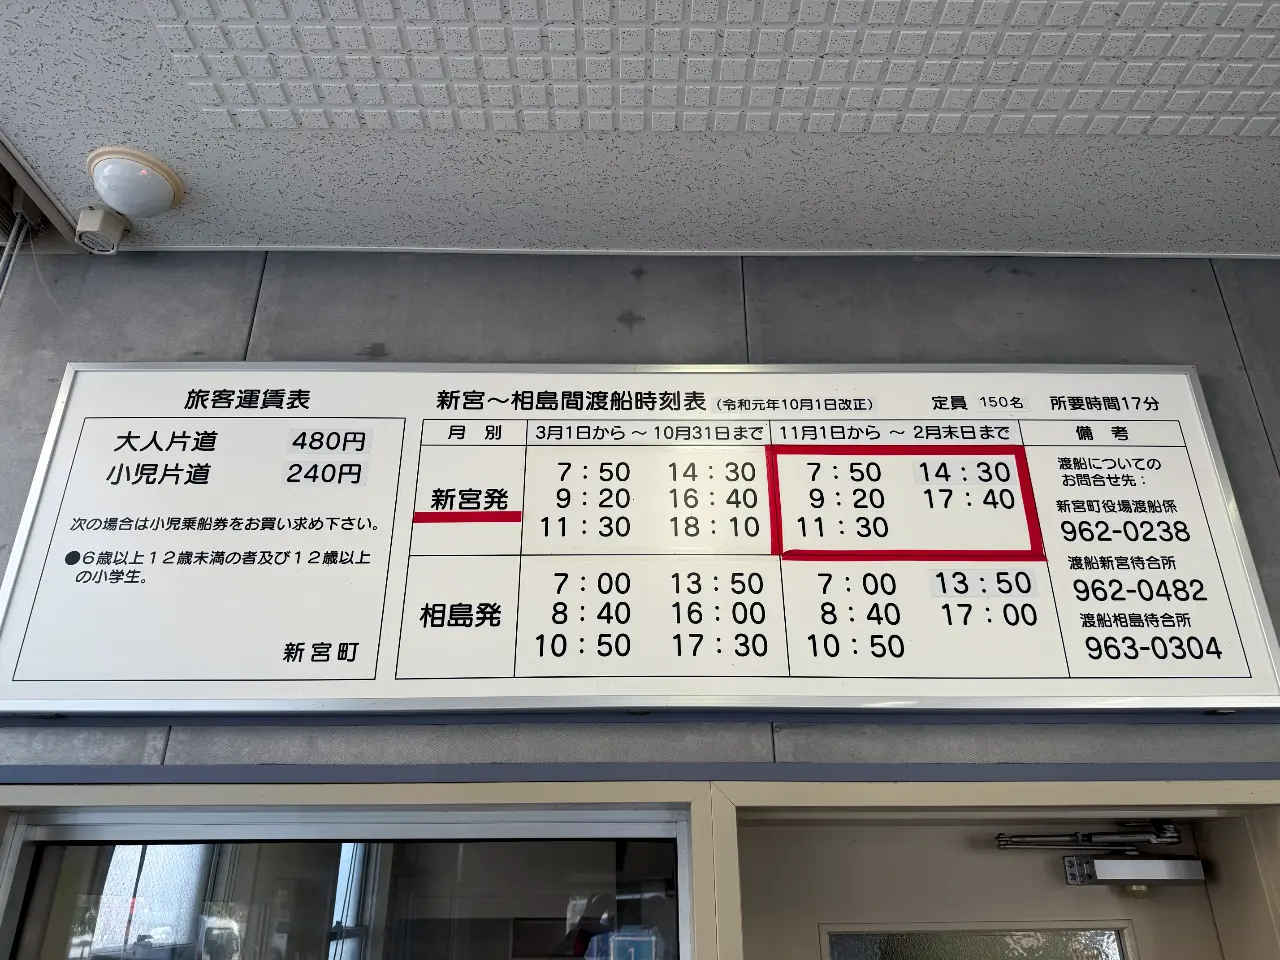 旅客運賃表
大人片道 480円
小児片道 240円
次の場合は小児乗船券をお買い求め下さい。
●6歳以上12歳未満の者及び12歳以上
の小学生。
新宮町
新宮～相島間渡船時刻表 (令和元年10月1日改正) 定員 150名 所要時間17分
月 別 3月1日から ～ 10月31日まで 11月1日から ～ 2月末日まで 備 考
新宮発
7:50 14:30
9:20 16:40
11:30 18:10
7:50 14:30
9:20 17:40
11:30
相島発
7:00 13:50
8:40 16:00
10:50 17:30
7:00 13:50
8:40 17:00
10:50
渡船についての
お問合せ先：
新宮町役場渡船係
962-0238
渡船新宮待合所
962-0482
渡船相島待合所
963-0304